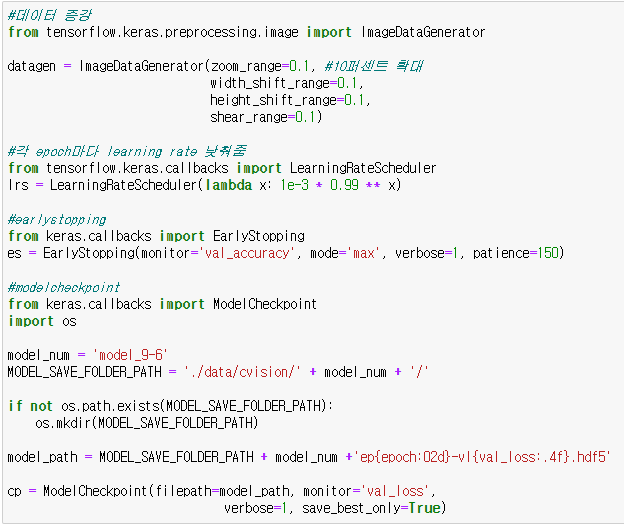 #데이터 증강
from tensorflow.keras.preprocessing.image import ImageDataGenerator
datagen = ImageDataGenerator(zoom_range=0.1, #10퍼센트 확대
width_shift_range=0.1,
height_shift_range=0.1,
shear_range=0.1)
#각 epoch마다 learning rate 낮춰줌
from tensorflow.keras.callbacks import LearningRateScheduler
lrs = LearningRateScheduler(lambda x: 1e-3 * 0.99 ** x)
#earlystopping
from keras.callbacks import EarlyStopping
es = EarlyStopping(monitor='val_accuracy', mode='max', verbose=1, patience=150)
#modelcheckpoint
from keras.callbacks import ModelCheckpoint
import os
model_num = 'model_9-6'
MODEL_SAVE_FOLDER_PATH = './data/cvision/' + model_num + '/'
if not os.path.exists(MODEL_SAVE_FOLDER_PATH):
os.mkdir(MODEL_SAVE_FOLDER_PATH)
model_path = MODEL_SAVE_FOLDER_PATH + model_num +'ep{epoch:02d}-vl{val_loss:.4f}.hdf5'
cp = ModelCheckpoint(filepath=model_path, monitor='val_loss',
verbose=1, save_best_only=True)